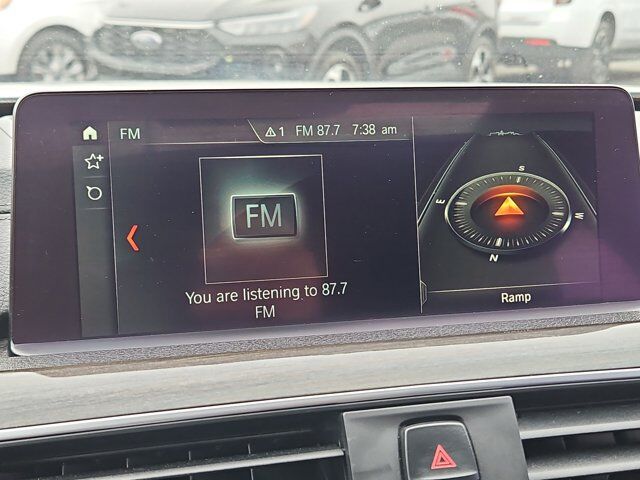 FM
1 FM 87.7 7:38 am
FM
You are listening to 87.7
FM
S
E W
N
Ramp